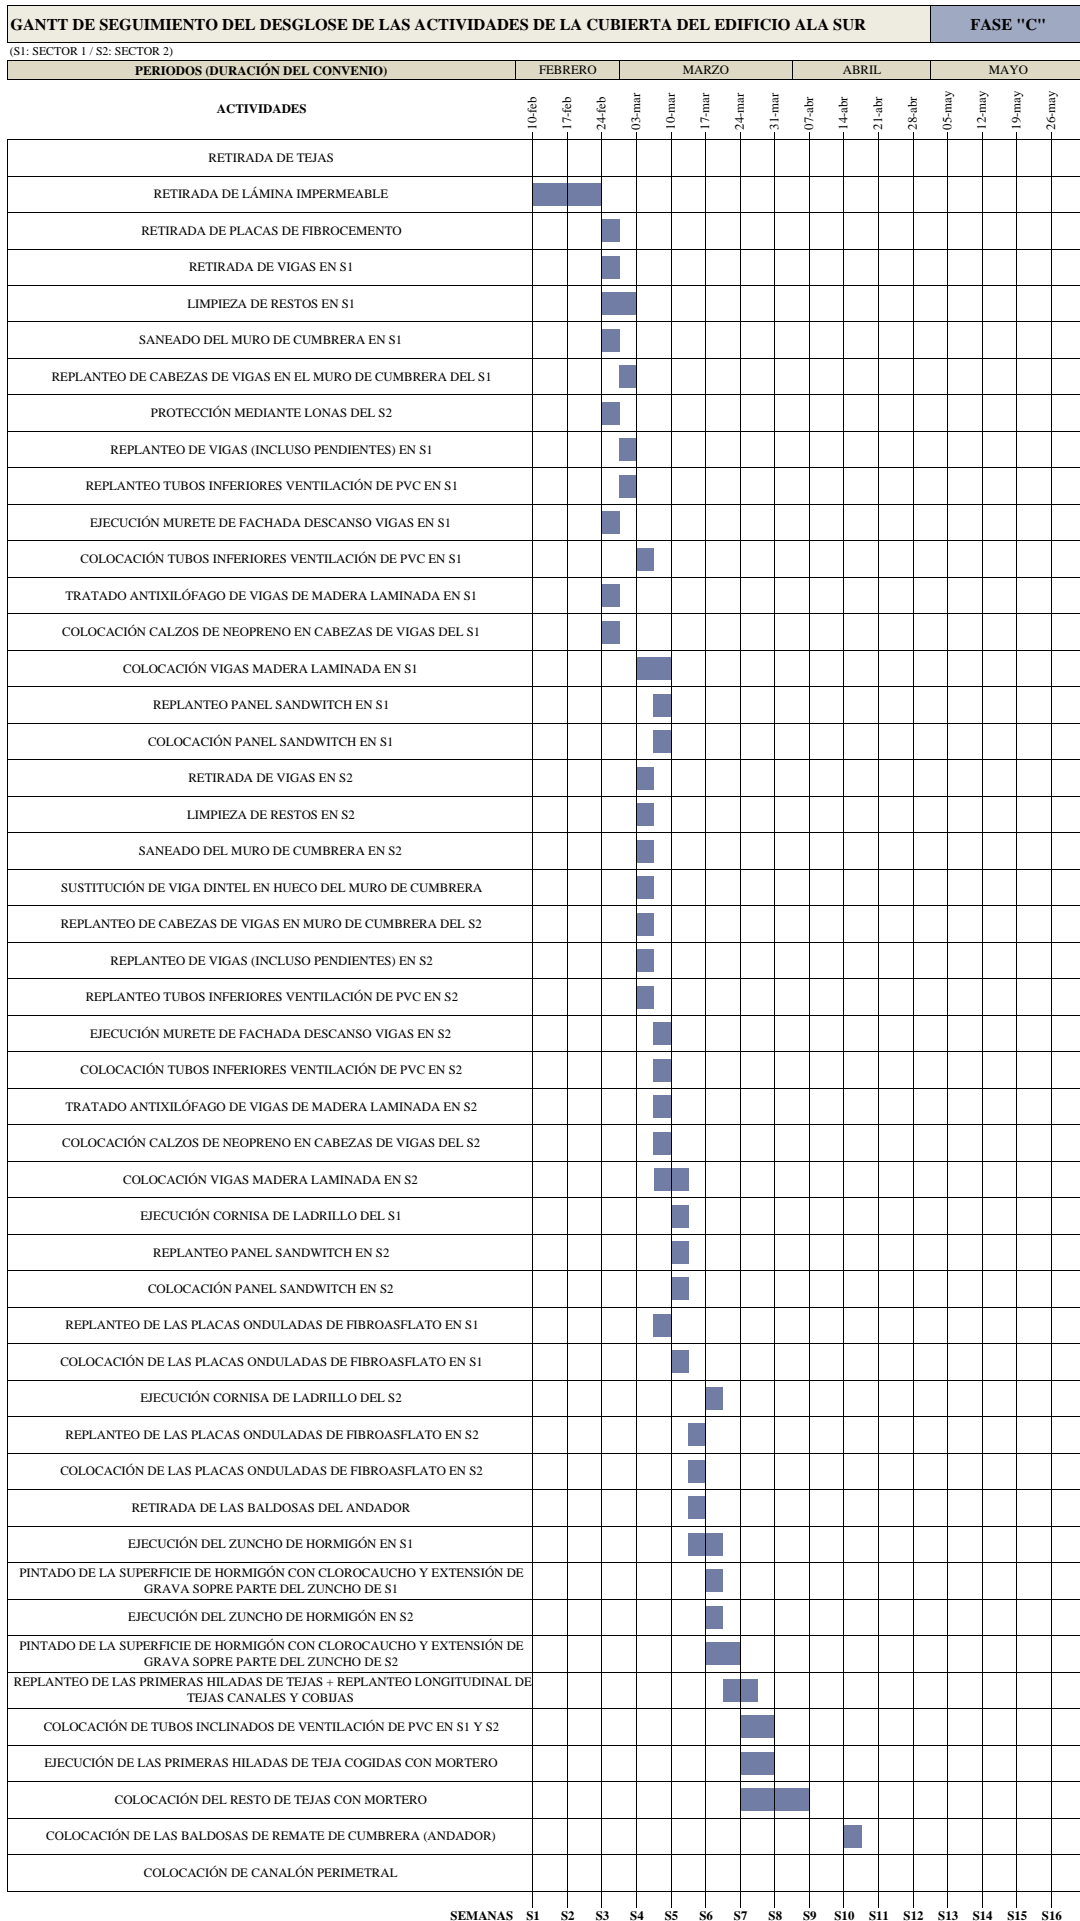 GANTT DE SEGUIMIENTO DEL DESGLOSE DE LAS ACTIVIDADES DE LA CUBIERTA DEL EDIFICIO ALA SUR
FASE "C"
(S1: SECTOR 1 / S2: SECTOR 2)
PERIODOS (DURACIÓN DEL CONVENIO)
FEBRERO
MARZO
ABRIL
MAYO
ACTIVIDADES
10-feb
17-feb
24-feb
03-mar
10-mar
17-mar
24-mar
31-mar
07-abr
14-abr
21-abr
28-abr
05-may
12-may
19-may
26-may
RETIRADA DE TEJAS
RETIRADA DE LÁMINA IMPERMEABLE
RETIRADA DE PLACAS DE FIBROCEMENTO
RETIRADA DE VIGAS EN S1
LIMPIEZA DE RESTOS EN S1
SANEADO DEL MURO DE CUMBRERA EN S1
REPLANTEO DE CABEZAS DE VIGAS EN EL MURO DE CUMBRERA DEL S1
PROTECCIÓN MEDIANTE LONAS DEL S2
REPLANTEO DE VIGAS (INCLUSO PENDIENTES) EN S1
REPLANTEO TUBOS INFERIORES VENTILACIÓN DE PVC EN S1
EJECUCIÓN MURETE DE FACHADA DESCANSO VIGAS EN S1
COLOCACIÓN TUBOS INFERIORES VENTILACIÓN DE PVC EN S1
TRATADO ANTIXILÓFAGO DE VIGAS DE MADERA LAMINADA EN S1
COLOCACIÓN CALZOS DE NEOPRENO EN CABEZAS DE VIGAS DEL S1
COLOCACIÓN VIGAS MADERA LAMINADA EN S1
REPLANTEO PANEL SANDWITCH EN S1
COLOCACIÓN PANEL SANDWITCH EN S1
RETIRADA DE VIGAS EN S2
LIMPIEZA DE RESTOS EN S2
SANEADO DEL MURO DE CUMBRERA EN S2
SUSTITUCIÓN DE VIGA DINTEL EN HUECO DEL MURO DE CUMBRERA
REPLANTEO DE CABEZAS DE VIGAS EN MURO DE CUMBRERA DEL S2
REPLANTEO DE VIGAS (INCLUSO PENDIENTES) EN S2
REPLANTEO TUBOS INFERIORES VENTILACIÓN DE PVC EN S2
EJECUCIÓN MURETE DE FACHADA DESCANSO VIGAS EN S2
COLOCACIÓN TUBOS INFERIORES VENTILACIÓN DE PVC EN S2
TRATADO ANTIXILÓFAGO DE VIGAS DE MADERA LAMINADA EN S2
COLOCACIÓN CALZOS DE NEOPRENO EN CABEZAS DE VIGAS DEL S2
COLOCACIÓN VIGAS MADERA LAMINADA EN S2
EJECUCIÓN CORNISA DE LADRILLO DEL S1
REPLANTEO PANEL SANDWITCH EN S2
COLOCACIÓN PANEL SANDWITCH EN S2
REPLANTEO DE LAS PLACAS ONDULADAS DE FIBROASFLATO EN S1
COLOCACIÓN DE LAS PLACAS ONDULADAS DE FIBROASFLATO EN S1
EJECUCIÓN CORNISA DE LADRILLO DEL S2
REPLANTEO DE LAS PLACAS ONDULADAS DE FIBROASFLATO EN S2
COLOCACIÓN DE LAS PLACAS ONDULADAS DE FIBROASFLATO EN S2
RETIRADA DE LAS BALDOSAS DEL ANDADOR
EJECUCIÓN DEL ZUNCHO DE HORMIGÓN EN S1
PINTADO DE LA SUPERFICIE DE HORMIGÓN CON CLOROCAUCHO Y EXTENSIÓN DE
GRAVA SOPRE PARTE DEL ZUNCHO DE S1
EJECUCIÓN DEL ZUNCHO DE HORMIGÓN EN S2
PINTADO DE LA SUPERFICIE DE HORMIGÓN CON CLOROCAUCHO Y EXTENSIÓN DE
GRAVA SOPRE PARTE DEL ZUNCHO DE S2
REPLANTEO DE LAS PRIMERAS HILADAS DE TEJAS + REPLANTEO LONGITUDINAL DE
TEJAS CANALES Y COBIJAS
COLOCACIÓN DE TUBOS INCLINADOS DE VENTILACIÓN DE PVC EN S1 Y S2
EJECUCIÓN DE LAS PRIMERAS HILADAS DE TEJA COGIDAS CON MORTERO
COLOCACIÓN DEL RESTO DE TEJAS CON MORTERO
COLOCACIÓN DE LAS BALDOSAS DE REMATE DE CUMBRERA (ANDADOR)
COLOCACIÓN DE CANALÓN PERIMETRAL
SEMANAS S1 S2 S3 S4 S5 S6 S7 S8 S9 S10 S11 S12 S13 S14 S15 S16